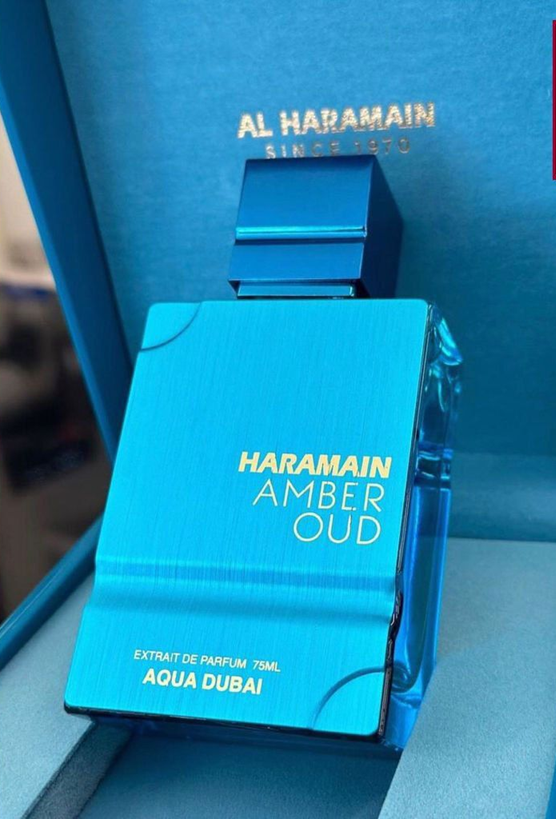 AL HARAMAIN
SINCE 1970
HARAMAIN
AMBER
OUD
EXTRAIT DE PARFUM 75ML
AQUA DUBAI